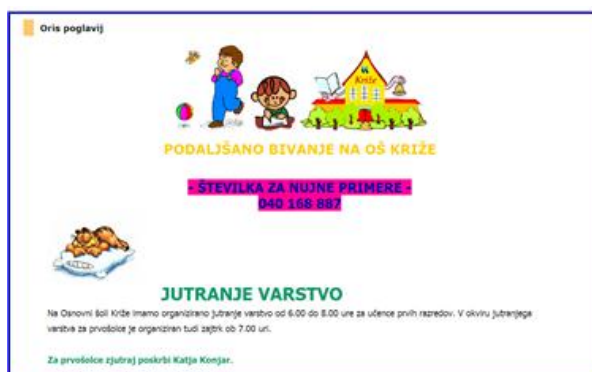 Oris poglavij
Križe
PODALJŠANO BIVANJE NA OŠ KRIŽE
- ŠTEVILKA ZA NUJNE PRIMERE -
040 168 887
JUTRANJE VARSTVO
Na Osnovni šoli Križe imamo organizirano jutranje varstvo od 6.00 do 8.00 ure za učence prvih razredov. V okviru jutranjega
varstva za prvošolce je organiziran tudi zajtrk ob 7.00 uri.
Za prvošolce zjutraj poskrbi Katja Konjar.